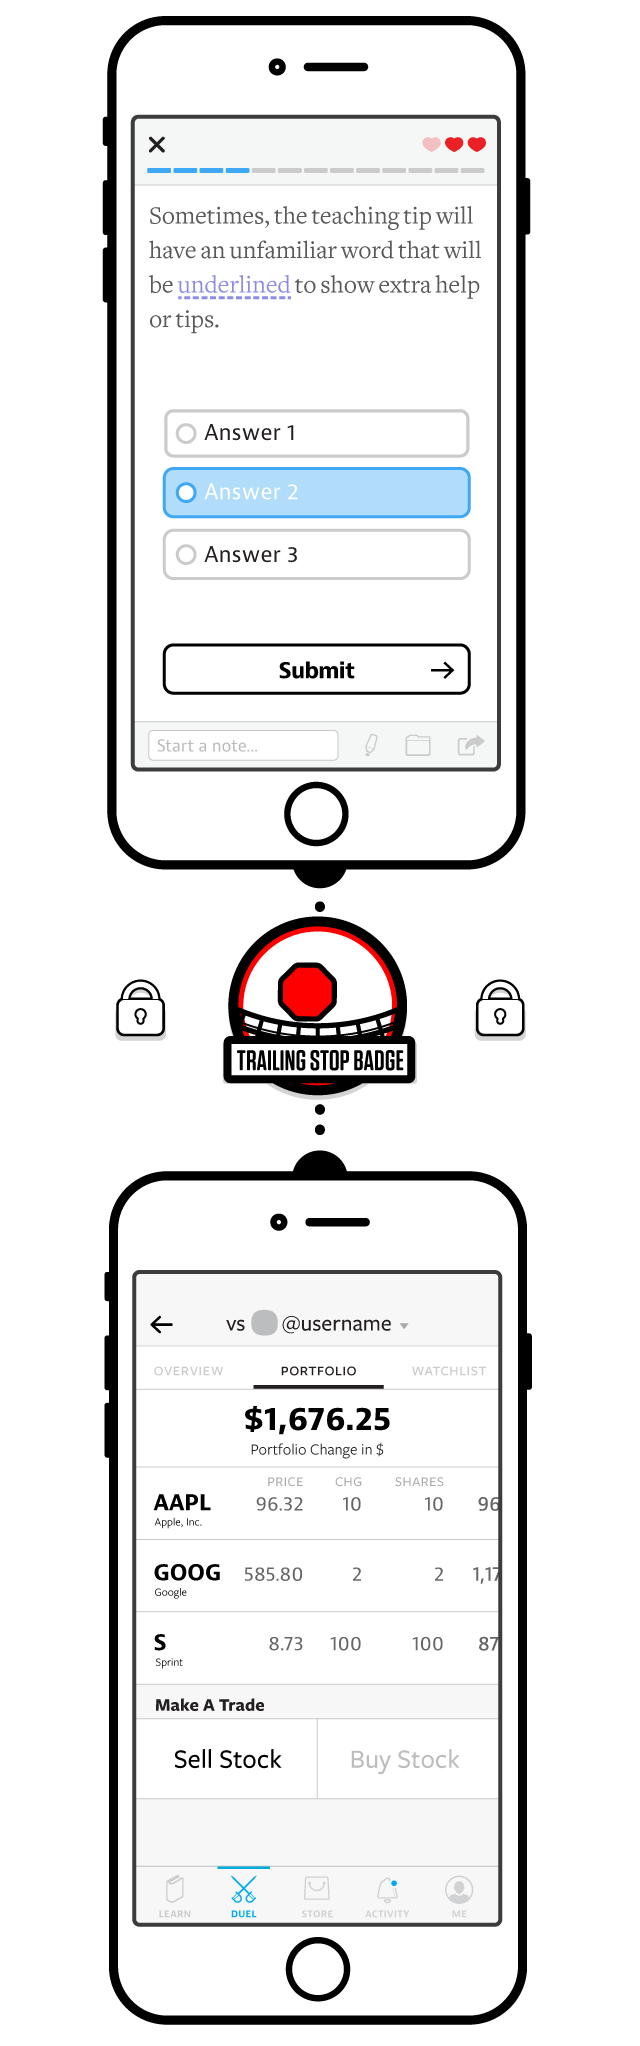 Sometimes, the teaching tip will
have an unfamiliar word that will
be underlined to show extra help
or tips.
Answer 1
Answer 2
Answer 3
Submit
Start a note...
TRAILING STOP BADGE
vs @username
OVERVIEW PORTFOLIO WATCHLIST
$1,676.25
Portfolio Change in $
PRICE CHG SHARES
AAPL 96.32 10 10 96
Apple, Inc.
GOOG 585.80 2 2 1,17
Google
S 8.73 100 100 87
Sprint
Make A Trade
Sell Stock Buy Stock
LEARN DUEL STORE ACTIVITY ME